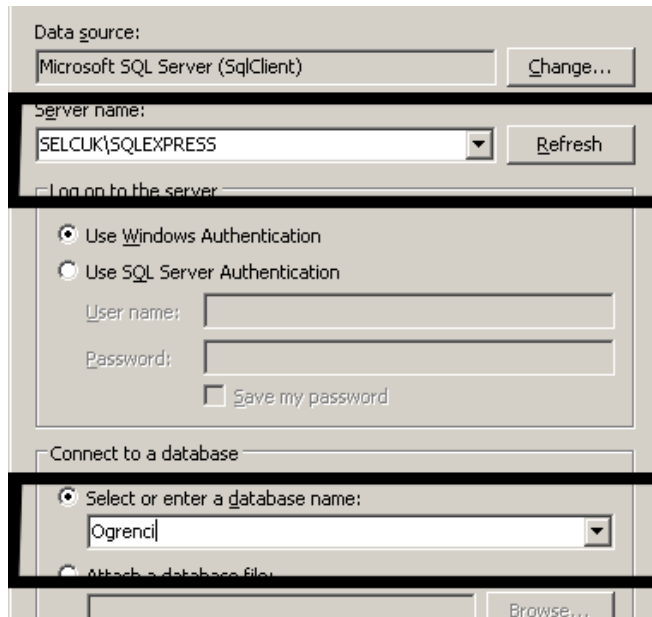 Data source:
Microsoft SQL Server (SqlClient)
Change...
Server name:
SELCUK\SQLEXPRESS
Refresh
Log on to the server
Use Windows Authentication
Use SQL Server Authentication
User name:
Password:
Save my password
Connect to a database
Select or enter a database name:
Ogrenci
Attach a database file:
Browse...